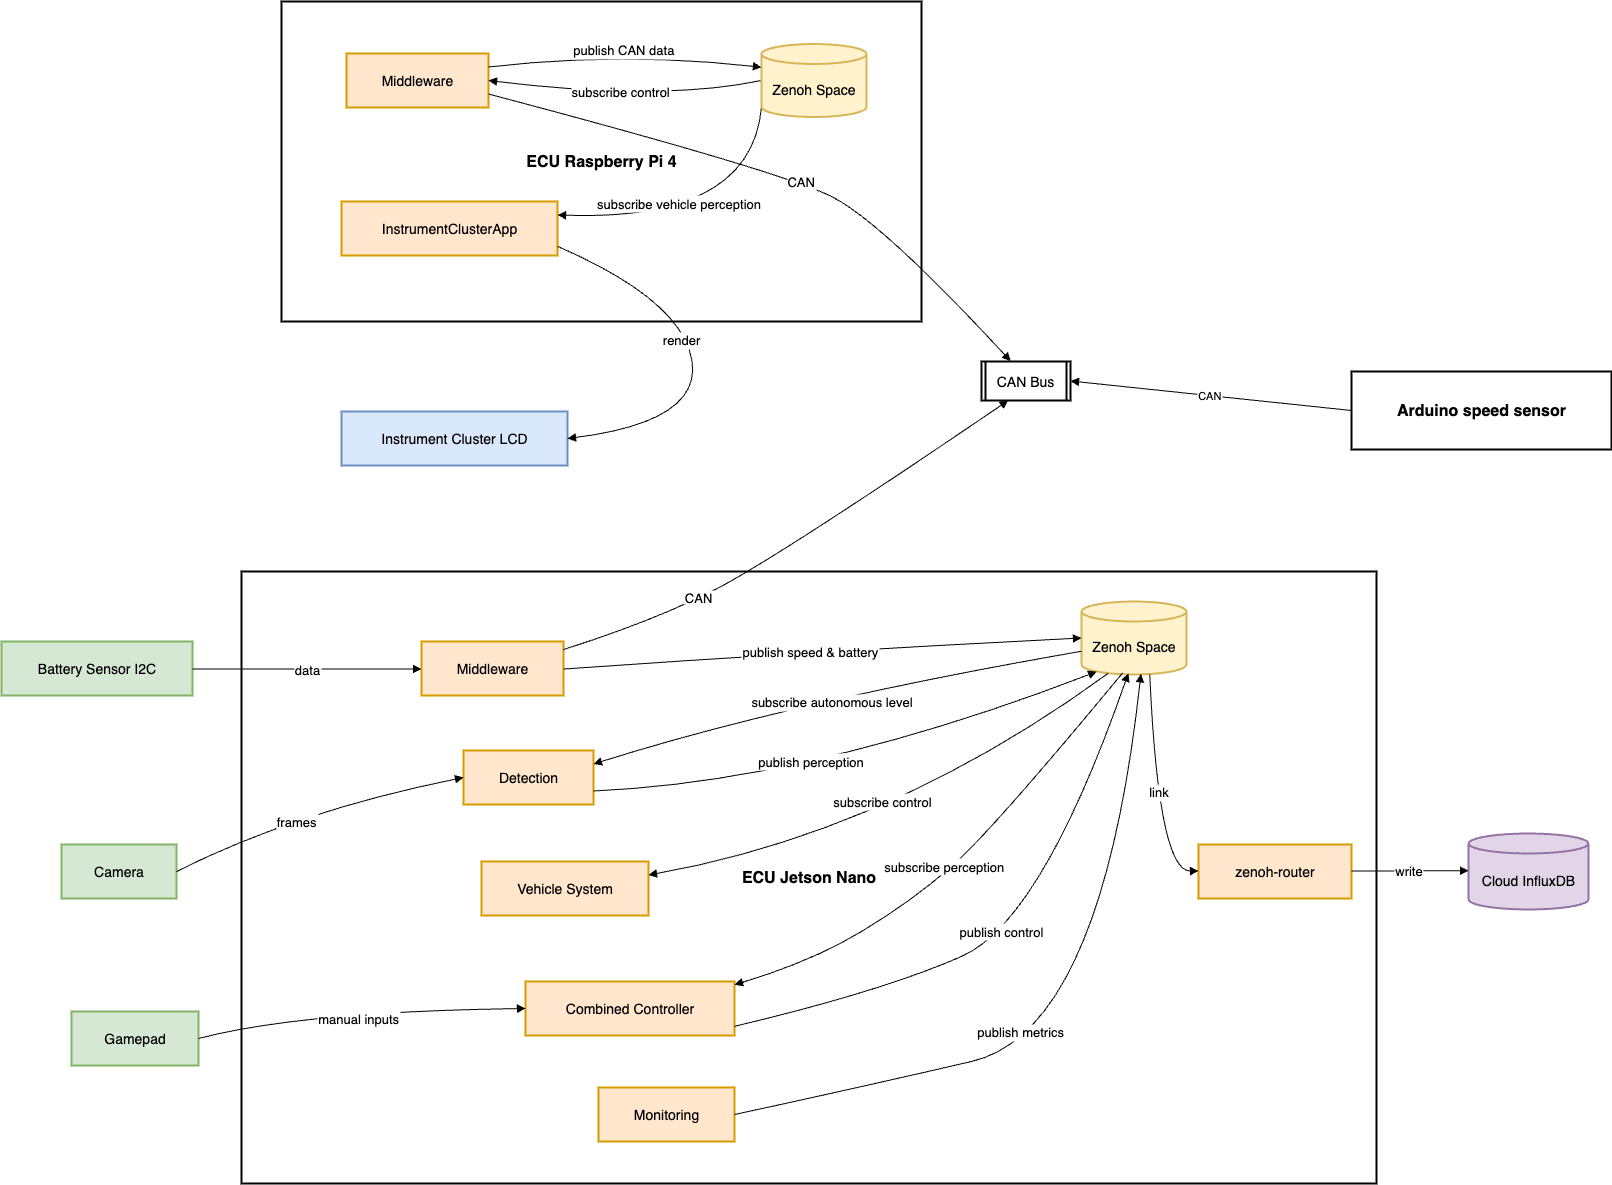 publish CAN data
Middleware
Zenoh Space
subscribe control
ECU Raspberry Pi 4
CAN
subscribe vehicle perception
InstrumentClusterApp
render
CAN Bus
CAN
Arduino speed sensor
Instrument Cluster LCD
CAN
Zenoh Space
publish speed & battery
Battery Sensor I2C
data
Middleware
subscribe autonomous level
publish perception
Detection
link
subscribe control
frames
Camera
subscribe perception
zenoh-router
write
Cloud InfluxDB
ECU Jetson Nano
Vehicle System
publish control
Combined Controller
manual inputs
Gamepad
publish metrics
Monitoring